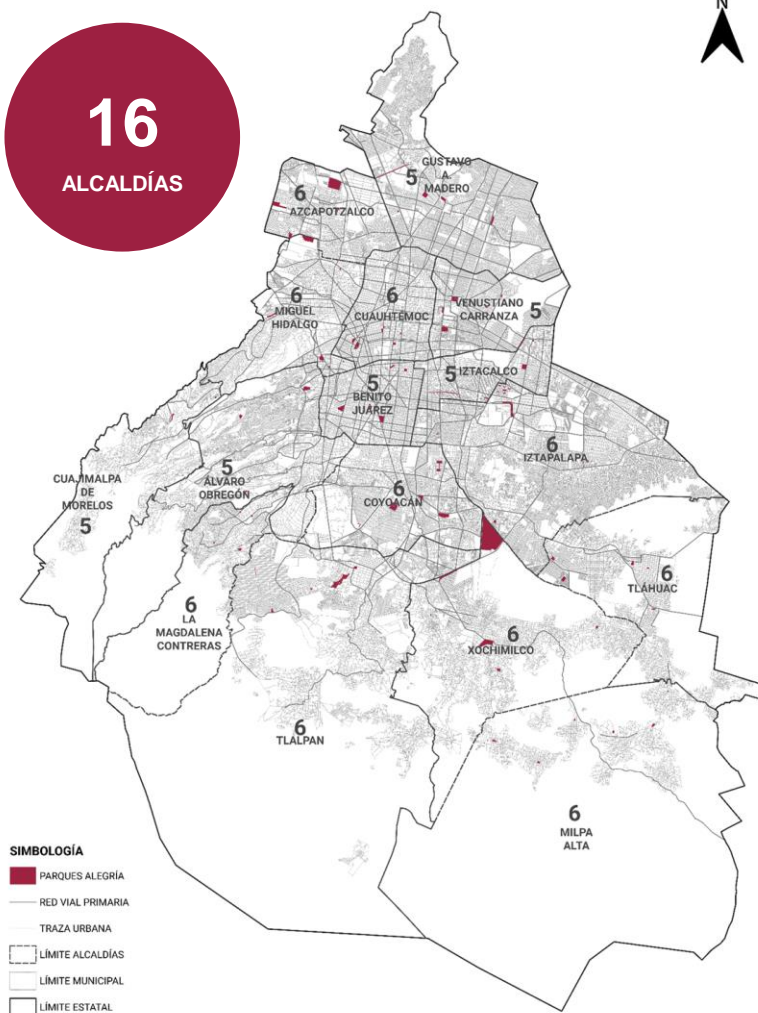 N
16
ALCALDÍAS
5
GUSTAVO
A.
MADERO
6
AZCAPOTZALCO
6
MIGUEL
HIDALGO
6
CUAUHTÉMOC
VENUSTIANO
CARRANZA
5
5
BENITO
JUÁREZ
5 IZTACALCO
6
IZTAPALAPA
CUAJIMALPA
DE
MORELOS
5
5
ÁLVARO
OBREGÓN
6
COYOACÁN
6
LA
MAGDALENA
CONTRERAS
6
TLÁHUAC
6
XOCHIMILCO
6
TLALPAN
6
MILPA
ALTA
SIMBOLOGÍA
PARQUES ALEGRÍA
RED VIAL PRIMARIA
TRAZA URBANA
LÍMITE ALCALDÍAS
LÍMITE MUNICIPAL
LÍMITE ESTATAL